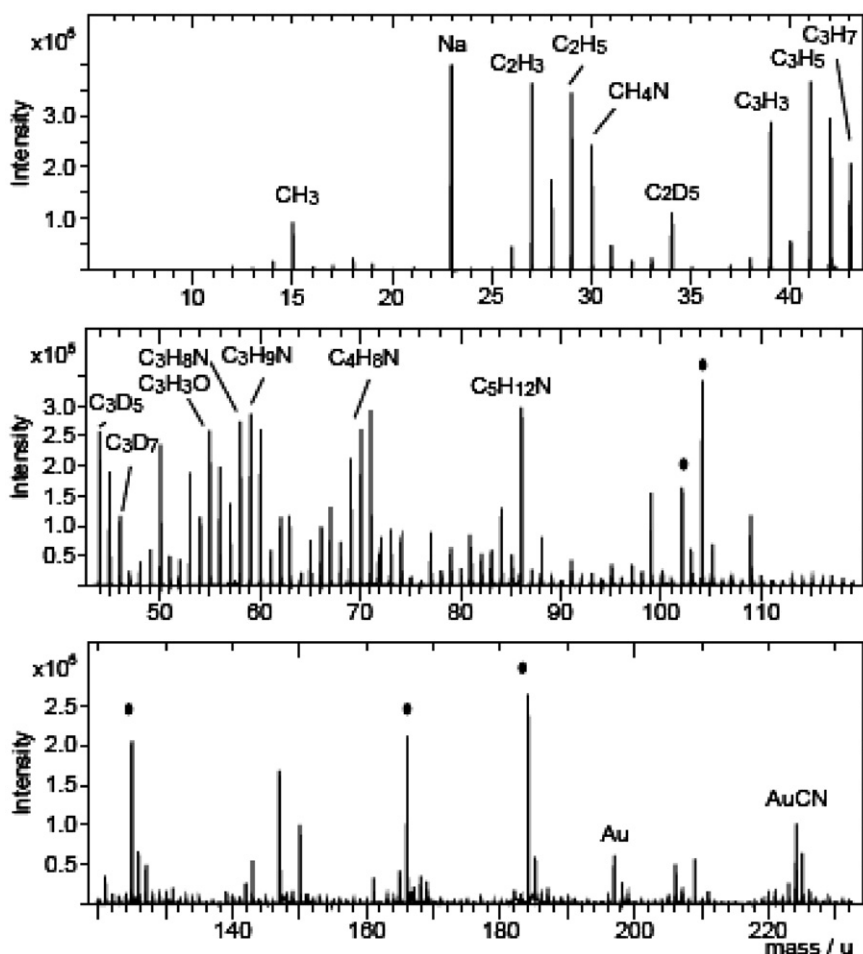 x10⁶
Na
C2H3
C2H5
CH4N
C3H3
C3H5
C3H7
C2D5
CH3
Intensity
3.0
2.0
1.0
10 15 20 25 30 35 40
x10⁵
C3D5
C3D7
C3H3O
C3H8N
C3H9N
C4H8N
C5H12N
Intensity
3.0
2.5
2.0
1.5
1.0
0.5
50 60 70 80 90 100 110
x10⁵
Intensity
2.5
2.0
1.5
1.0
0.5
Au
AuCN
140 160 180 200 220
mass / u